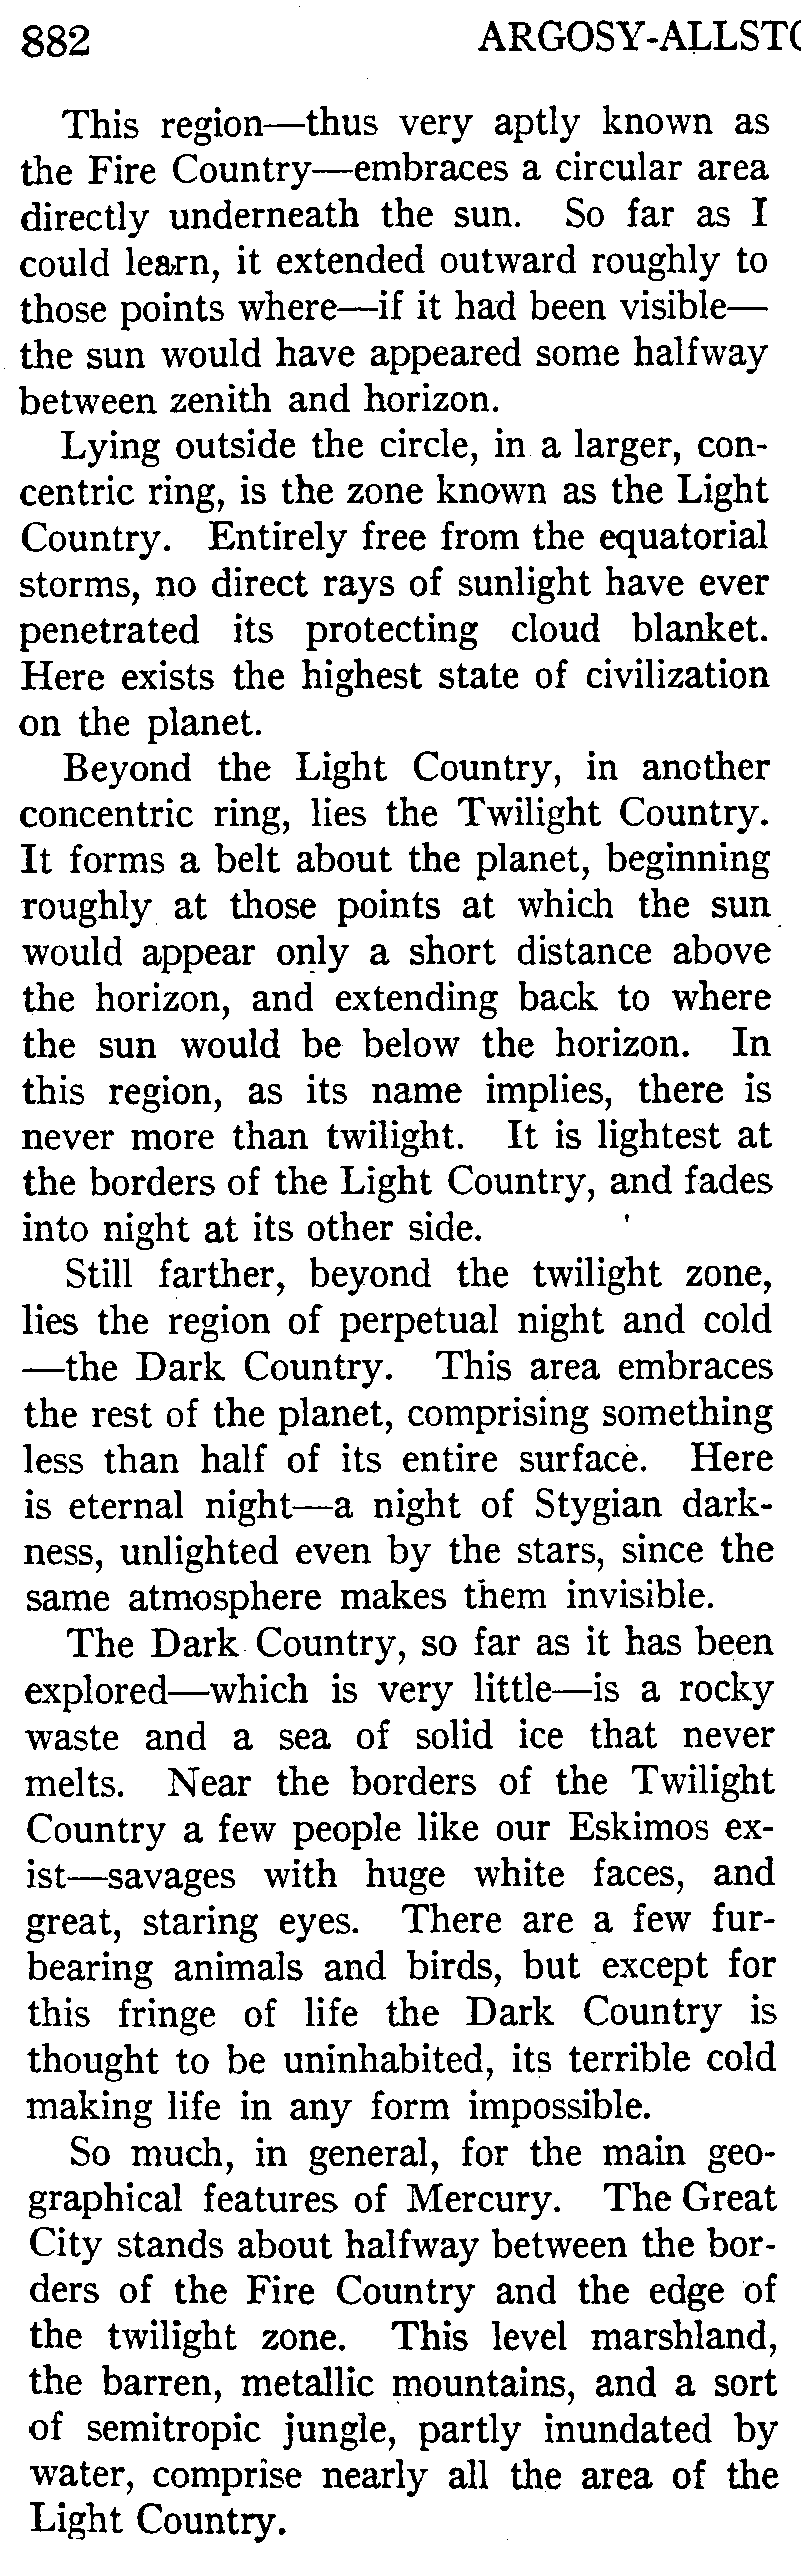 882 ARGOSY-ALLSTO
This region—thus very aptly known as
the Fire Country—embraces a circular area
directly underneath the sun. So far as I
could learn, it extended outward roughly to
those points where—if it had been visible—
the sun would have appeared some halfway
between zenith and horizon.
Lying outside the circle, in a larger, con-
centric ring, is the zone known as the Light
Country. Entirely free from the equatorial
storms, no direct rays of sunlight have ever
penetrated its protecting cloud blanket.
Here exists the highest state of civilization
on the planet.
Beyond the Light Country, in another
concentric ring, lies the Twilight Country.
It forms a belt about the planet, beginning
roughly at those points at which the sun
would appear only a short distance above
the horizon, and extending back to where
the sun would be below the horizon. In
this region, as its name implies, there is
never more than twilight. It is lightest at
the borders of the Light Country, and fades
into night at its other side.
Still farther, beyond the twilight zone,
lies the region of perpetual night and cold
—the Dark Country. This area embraces
the rest of the planet, comprising something
less than half of its entire surface. Here
is eternal night—a night of Stygian dark-
ness, unlighted even by the stars, since the
same atmosphere makes them invisible.
The Dark Country, so far as it has been
explored—which is very little—is a rocky
waste and a sea of solid ice that never
melts. Near the borders of the Twilight
Country a few people like our Eskimos ex-
ist—savages with huge white faces, and
great, staring eyes. There are a few fur-
bearing animals and birds, but except for
this fringe of life the Dark Country is
thought to be uninhabited, its terrible cold
making life in any form impossible.
So much, in general, for the main geo-
graphical features of Mercury. The Great
City stands about halfway between the bor-
ders of the Fire Country and the edge of
the twilight zone. This level marshland,
the barren, metallic mountains, and a sort
of semitropic jungle, partly inundated by
water, comprise nearly all the area of the
Light Country.